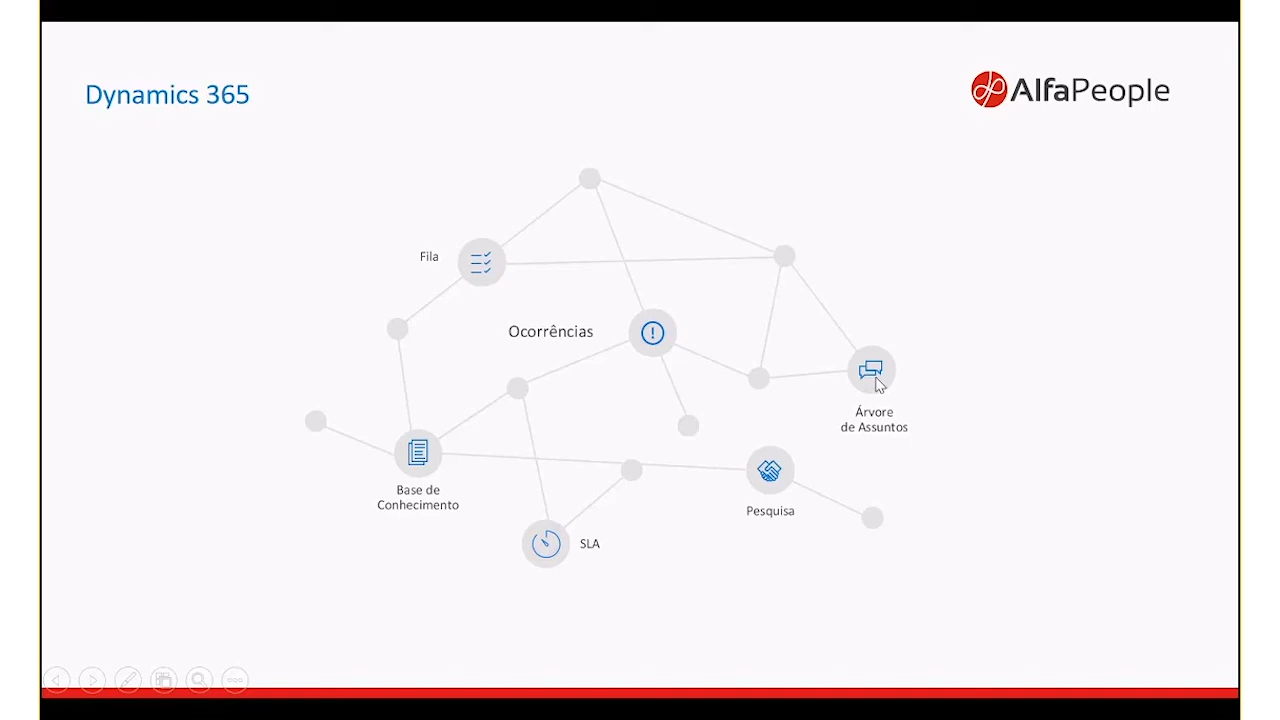 Dynamics 365
AlfaPeople
Fila
Ocorrências
Árvore
de Assuntos
Base de
Conhecimento
Pesquisa
SLA